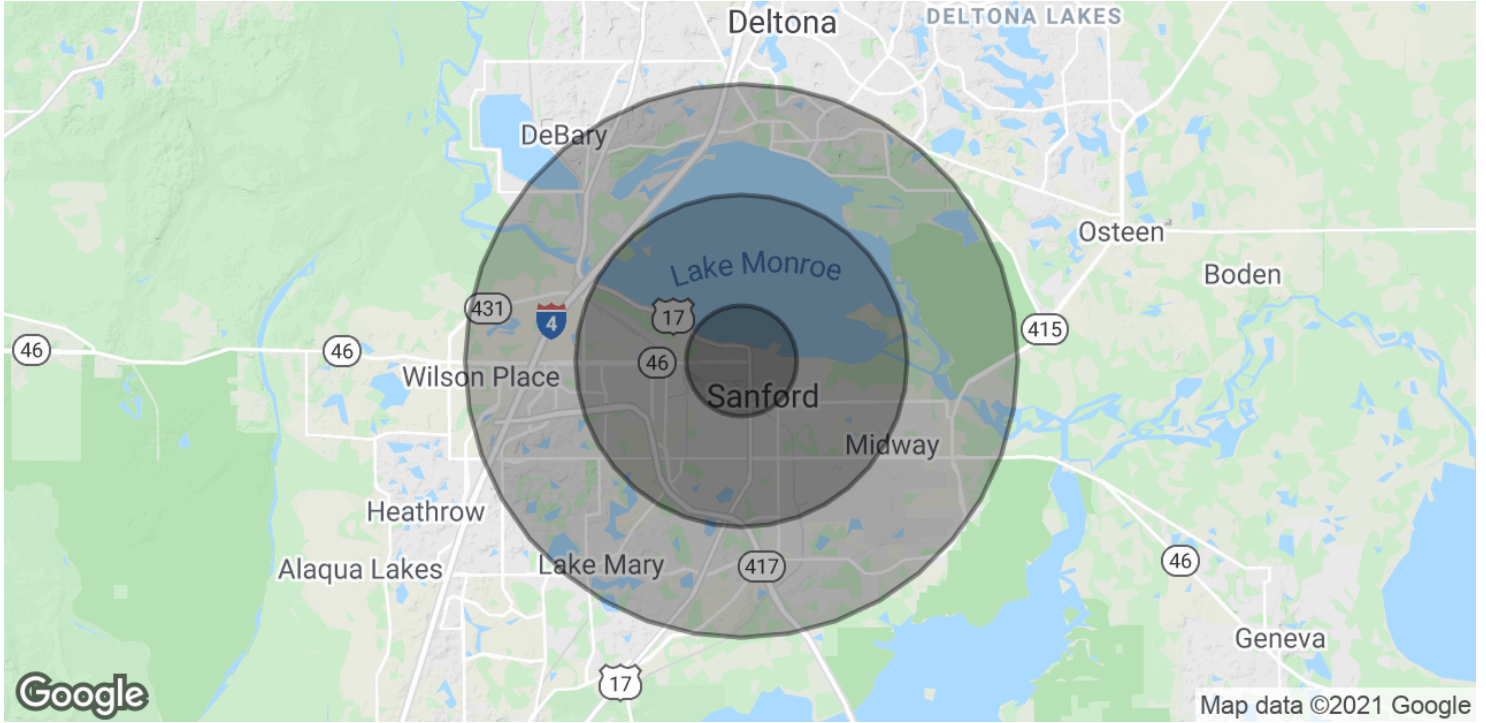 Deltona
DELTONA LAKES
DeBary
Osteen
Lake Monroe
Boden
431
4
17
415
46
46
46
Wilson Place
Sanford
Midway
Heathrow
Alaqua Lakes
Lake Mary
417
46
Geneva
17
Google
Map data ©2021 Google